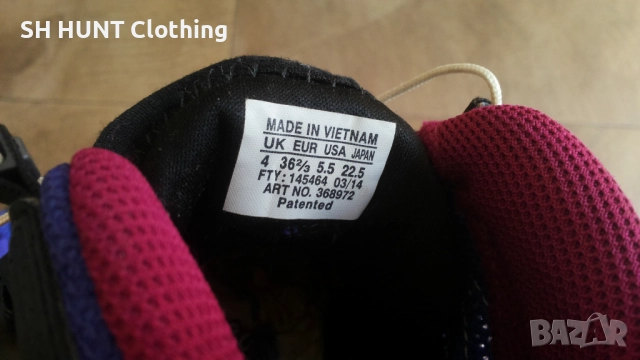 SH HUNT Clothing
MADE IN VIETNAM
UK EUR USA JAPAN
4 36⅔ 5.5 22.5
FTY: 145464 03/14
ART NO. 368972
Patented
BAZAR